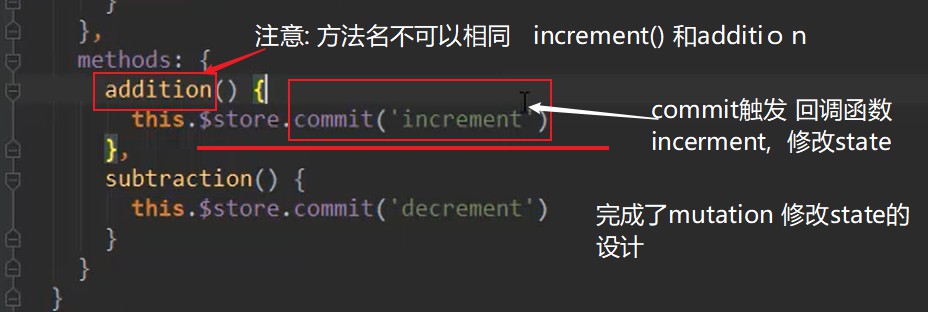 }
},
注意: 方法名不可以相同 increment() 和additi o n
methods: {
addition() {
this.$store.commit('increment')
commit触发 回调函数
incerment, 修改state
},
subtraction() {
this.$store.commit('decrement')
完成了mutation 修改state的
设计
}
}
}